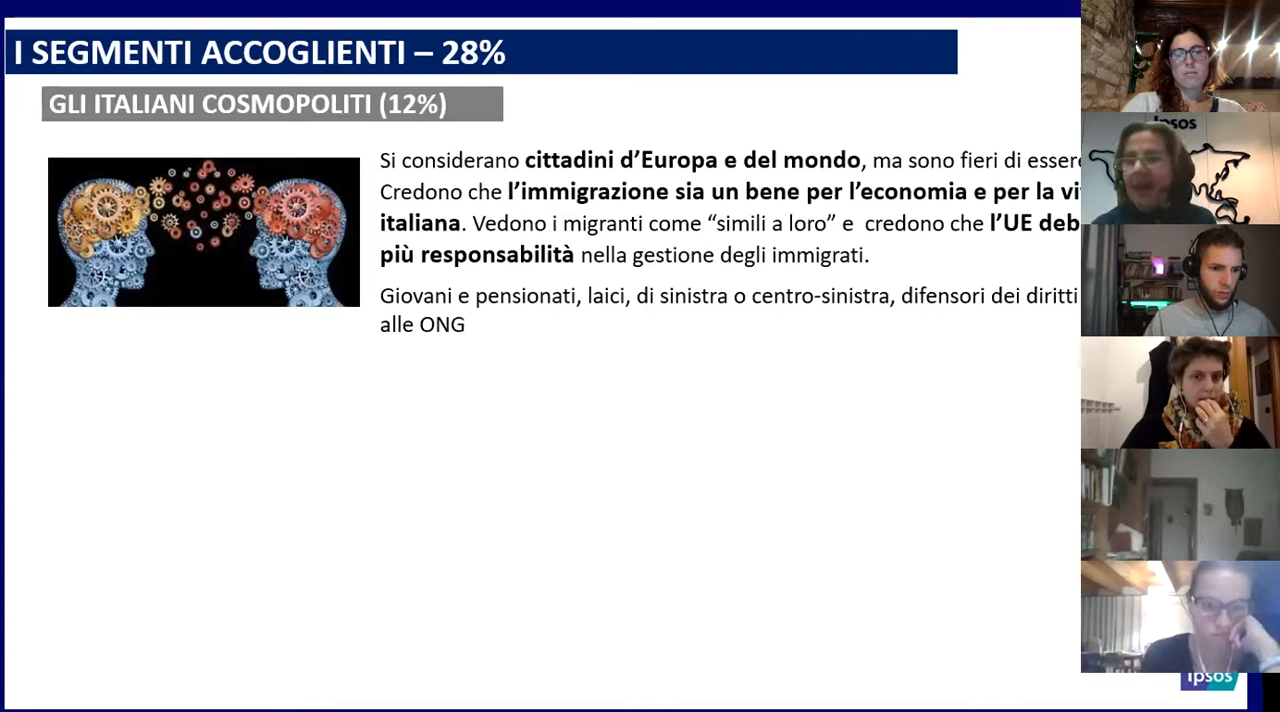 I SEGMENTI ACCOGLIENTI – 28%
GLI ITALIANI COSMOPOLITI (12%)
Si considerano cittadini d’Europa e del mondo, ma sono fieri di essere
Credono che l’immigrazione sia un bene per l’economia e per la vi
italiana. Vedono i migranti come “simili a loro” e credono che l’UE deb
più responsabilità nella gestione degli immigrati.
Giovani e pensionati, laici, di sinistra o centro-sinistra, difensori dei diritti
alle ONG
Ipsos
Ipsos